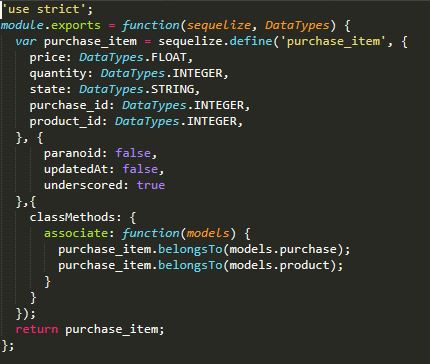 'use strict';
module.exports = function(sequelize, DataTypes) {
  var purchase_item = sequelize.define('purchase_item', {
    price: DataTypes.FLOAT,
    quantity: DataTypes.INTEGER,
    state: DataTypes.STRING,
    purchase_id: DataTypes.INTEGER,
    product_id: DataTypes.INTEGER,
  }, {
      paranoid: false,
      updatedAt: false,
      underscored: true
  },{
    classMethods: {
      associate: function(models) {
        purchase_item.belongsTo(models.purchase);
        purchase_item.belongsTo(models.product);
      }
    }
  });
  return purchase_item;
};